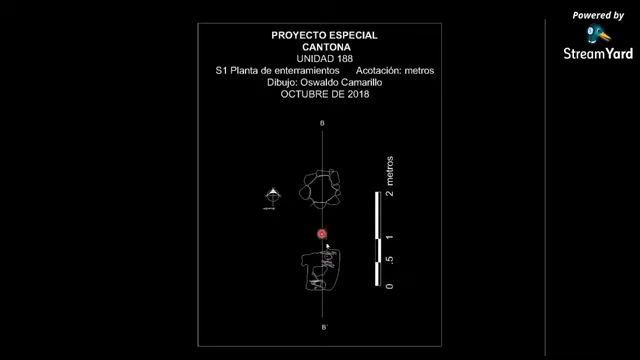 Powered by
StreamYard
PROYECTO ESPECIAL
CANTONA
UNIDAD 188
S1 Planta de enterramientos Acotación: metros
Dibujo: Oswaldo Camarillo
OCTUBRE DE 2018
B
2 metros
1
.5
0
B'